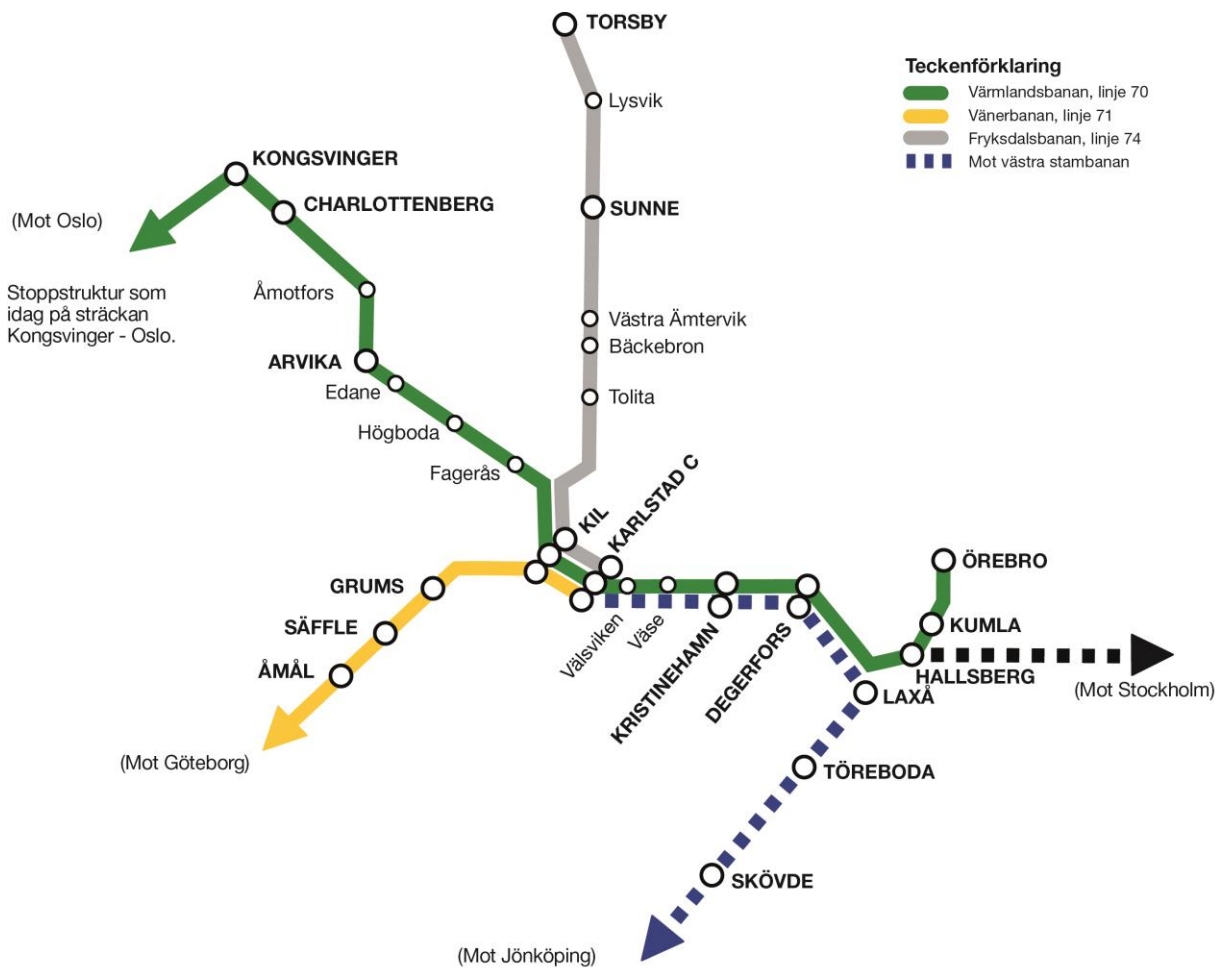 TORSBY
Teckenförklaring
Värmlandsbanan, linje 70
Vänerbanan, linje 71
Fryksdalsbanan, linje 74
Mot västra stambanan
Lysvik
KONGSVINGER
CHARLOTTENBERG
SUNNE
(Mot Oslo)
Stoppstruktur som
idag på sträckan
Kongsvinger - Oslo.
Åmotfors
Västra Ämtervik
Bäckebron
ARVIKA
Edane
Tolita
Högboda
Fagerås
KIL
KARLSTAD C
GRUMS
SÄFFLE
ÅMÅL
(Mot Göteborg)
Välsviken
Väse
KRISTINEHAMN
DEGERFORS
ÖREBRO
KUMLA
HALLSBERG
(Mot Stockholm)
LAXÅ
TÖREBODA
SKÖVDE
(Mot Jönköping)